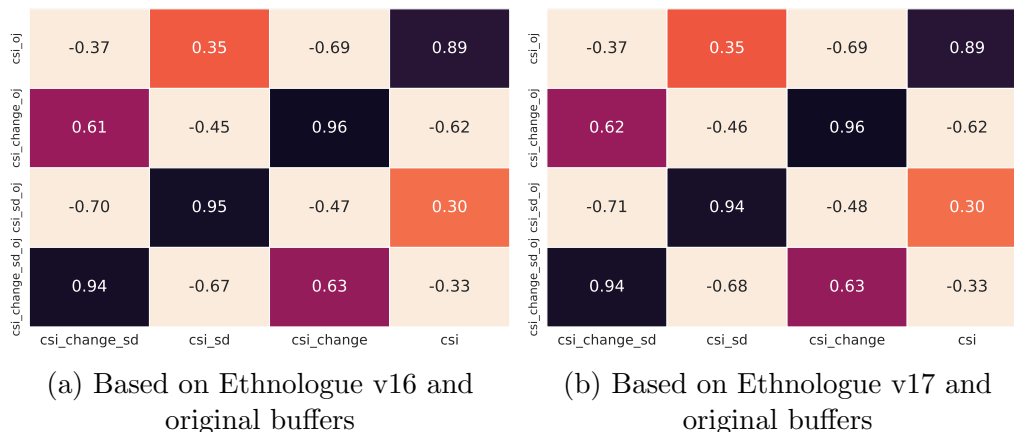 csi_oj -0.37 0.35 -0.69 0.89
csi_change_oj 0.61 -0.45 0.96 -0.62
csi_sd_oj -0.70 0.95 -0.47 0.30
csi_change_sd_oj 0.94 -0.67 0.63 -0.33
csi_change_sd csi_sd csi_change csi
(a) Based on Ethnologue v16 and
original buffers
csi_oj -0.37 0.35 -0.69 0.89
csi_change_oj 0.62 -0.46 0.96 -0.62
csi_sd_oj -0.71 0.94 -0.48 0.30
csi_change_sd_oj 0.94 -0.68 0.63 -0.33
csi_change_sd csi_sd csi_change csi
(b) Based on Ethnologue v17 and
original buffers